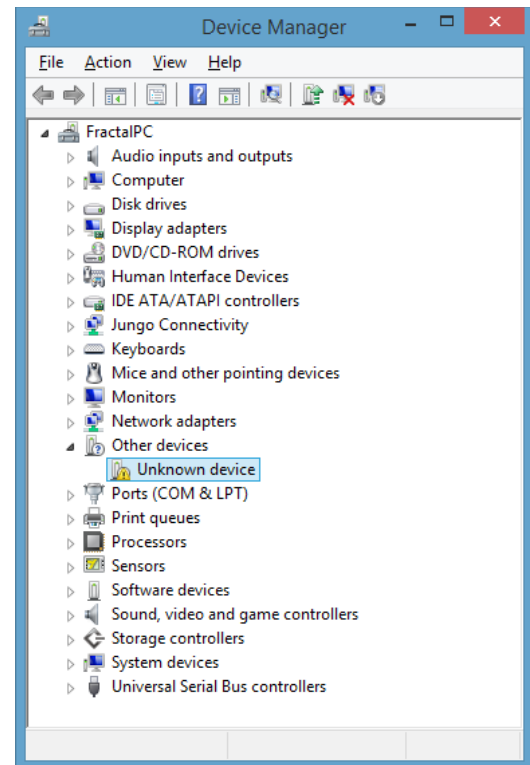 Device Manager
File Action View Help
FractalPC
Audio inputs and outputs
Computer
Disk drives
Display adapters
DVD/CD-ROM drives
Human Interface Devices
IDE ATA/ATAPI controllers
Jungo Connectivity
Keyboards
Mice and other pointing devices
Monitors
Network adapters
Other devices
Unknown device
Ports (COM & LPT)
Print queues
Processors
Sensors
Software devices
Sound, video and game controllers
Storage controllers
System devices
Universal Serial Bus controllers